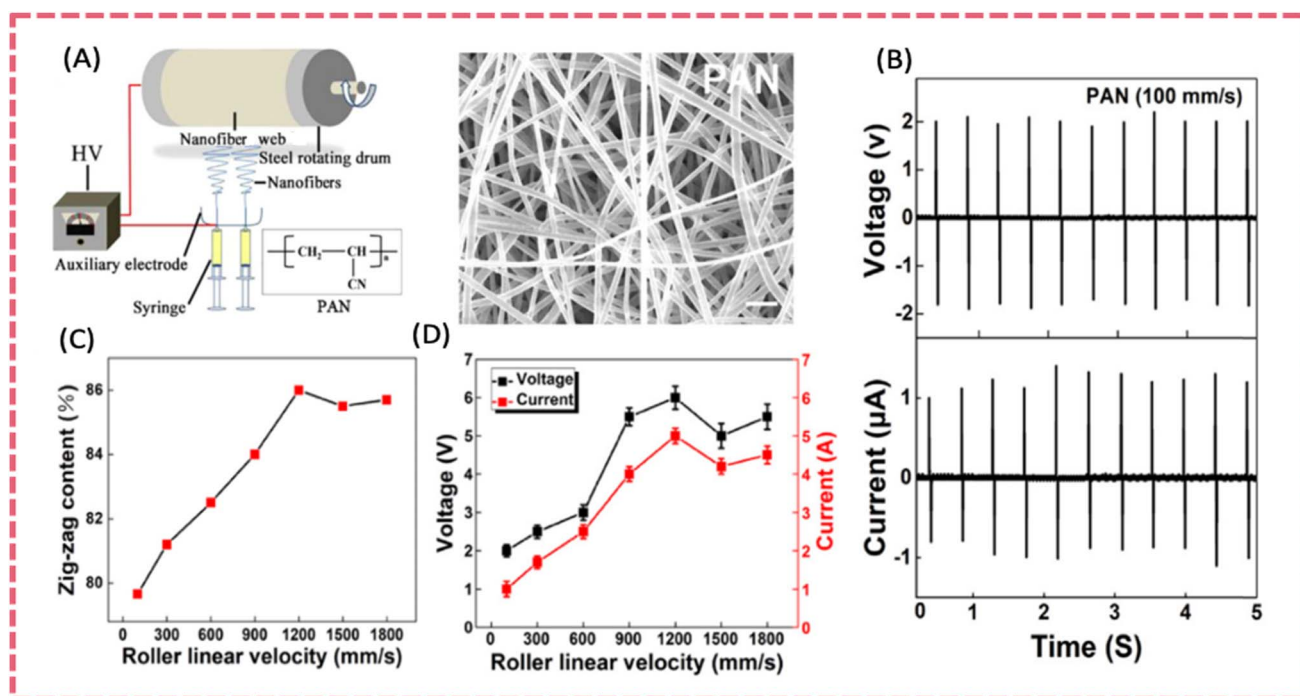 (A)
HV
Nanofiber web
Steel rotating drum
Nanofibers
Auxiliary electrode
Syringe
CH₂
CH
n
CN
PAN
PAN
(B)
PAN (100 mm/s)
Voltage (v)
2
1
0
-1
-2
Current (μA)
1
0
-1
0 1 2 3 4 5
Time (S)
(C)
Zig-zag content (%)
86
84
82
80
0 300 600 900 1200 1500 1800
Roller linear velocity (mm/s)
(D)
Voltage
Current
Voltage (V)
7
6
5
4
3
2
1
0
Current (A)
7
6
5
4
3
2
1
0
0 300 600 900 1200 1500 1800
Roller linear velocity (mm/s)